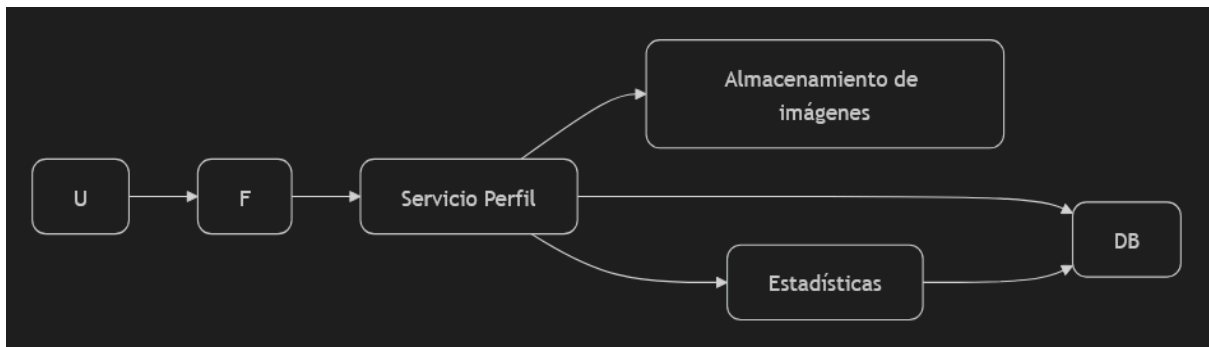 U
F
Servicio Perfil
Almacenamiento de
imágenes
Estadísticas
DB